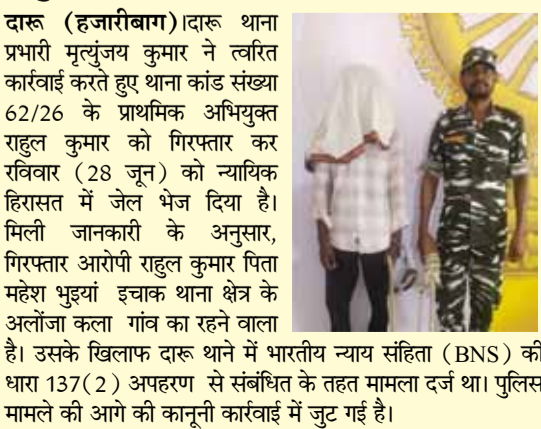 दारू (हजारीबाग)।दारू थाना
प्रभारी मृत्युंजय कुमार ने त्वरित
कार्रवाई करते हुए थाना कांड संख्या
62/26 के प्राथमिक अभियुक्त
राहुल कुमार को गिरफ्तार कर
रविवार (28 जून) को न्यायिक
हिरासत में जेल भेज दिया है।
मिली जानकारी के अनुसार,
गिरफ्तार आरोपी राहुल कुमार पिता
महेश भुइयां इचाक थाना क्षेत्र के
अलोंजा कला गांव का रहने वाला
है। उसके खिलाफ दारू थाने में भारतीय न्याय संहिता (BNS) की
धारा 137(2) अपहरण से संबंधित के तहत मामला दर्ज था। पुलिस
मामले की आगे की कानूनी कार्रवाई में जुट गई है।